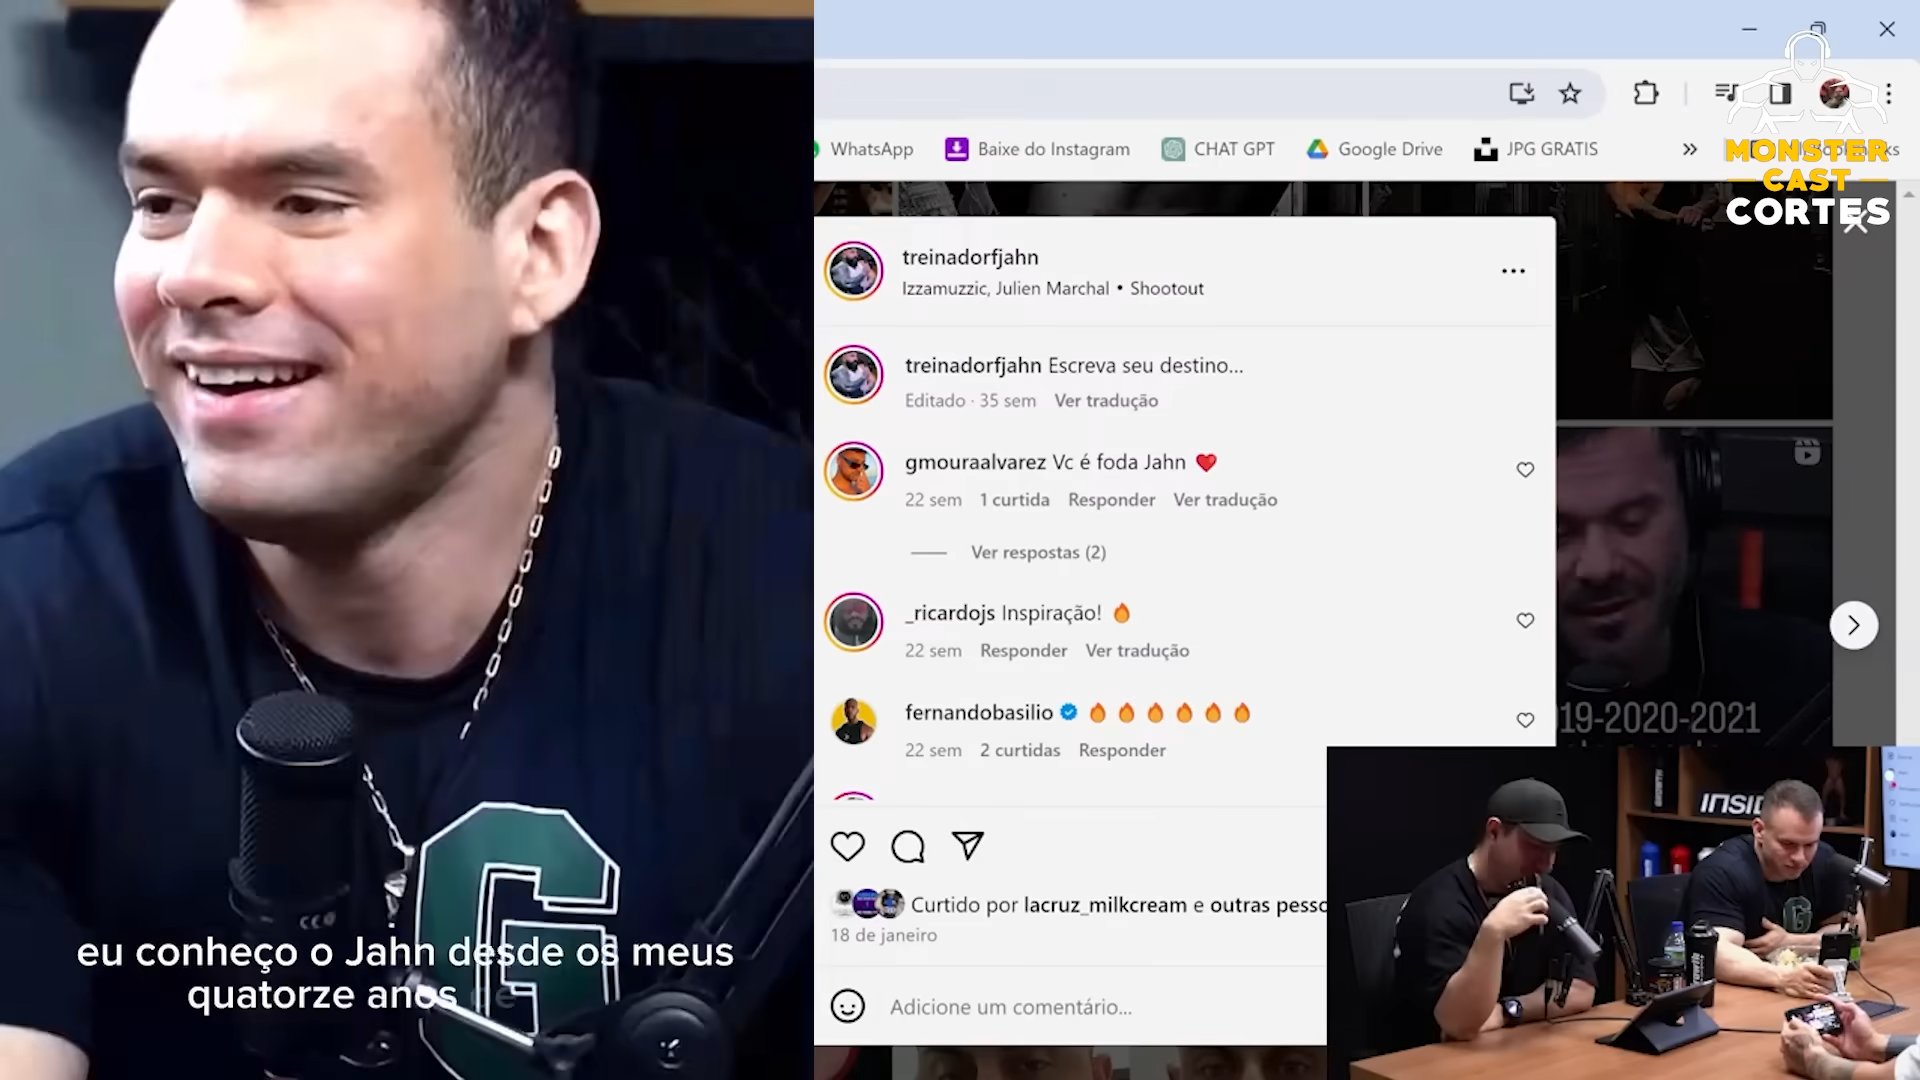 WhatsApp
Baixe do Instagram
CHAT GPT
Google Drive
JPG GRATIS
»
MONSTER
CAST
CORTES
treinadorfjahn
Izzamuzzic, Julien Marchal • Shootout
treinadorfjahn Escreva seu destino...
Editado · 35 sem Ver tradução
gmouraalvarez Vc é foda Jahn ❤️
22 sem 1 curtida Responder Ver tradução
Ver respostas (2)
_ricardojs Inspiração! 🔥
22 sem Responder Ver tradução
fernandobasilio 🔥🔥🔥🔥🔥🔥
22 sem 2 curtidas Responder
19-2020-2021
Curtido por lacruz_milkcream e outras
18 de janeiro
Adicione um comentário...
eu conheço o Jahn desde os meus
quatorze anos de
G
G